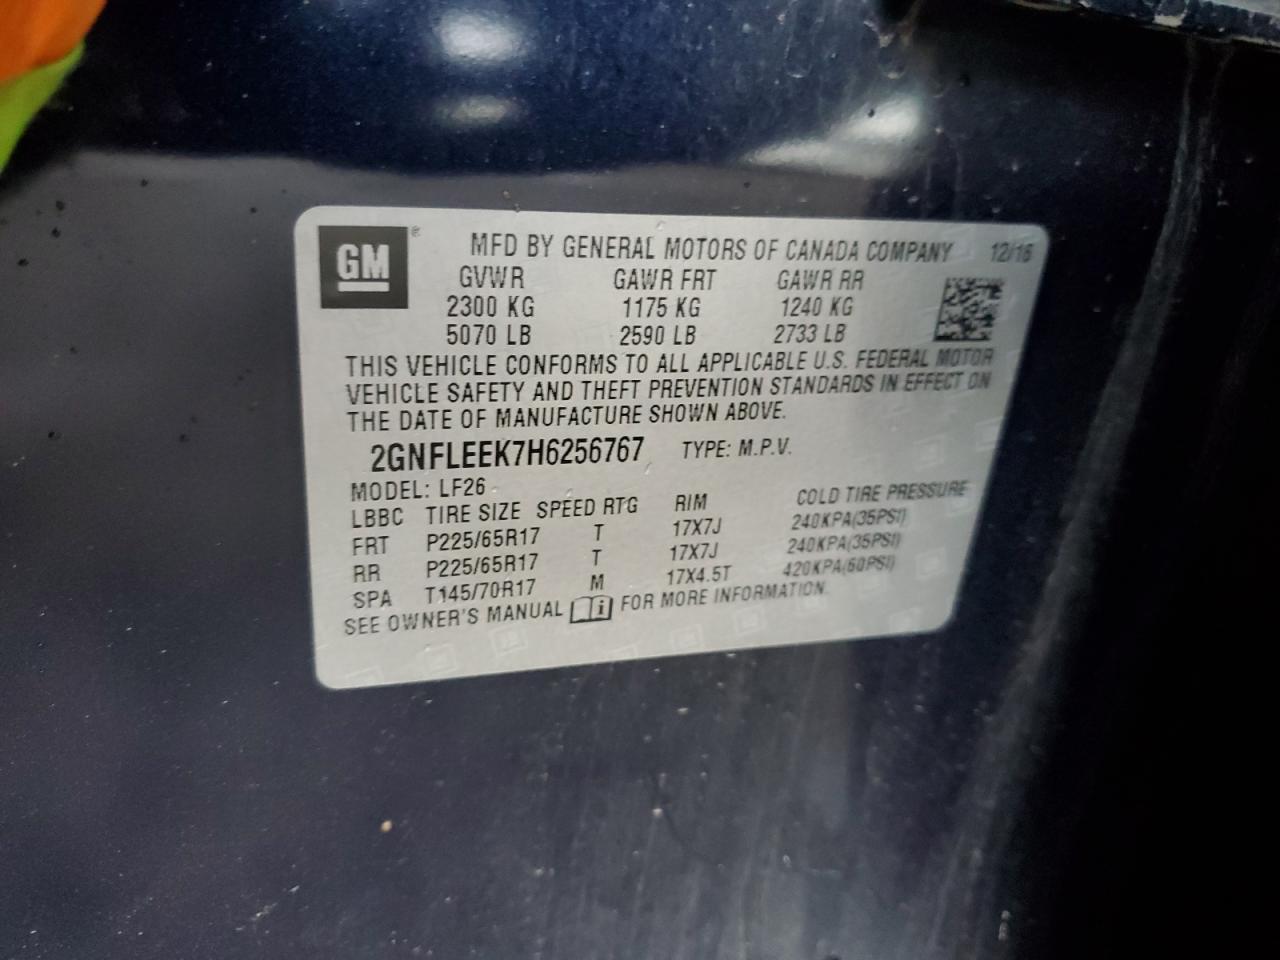 GM ® MFD BY GENERAL MOTORS OF CANADA COMPANY 12/16
GVWR GAWR FRT GAWR RR
2300 KG 1175 KG 1240 KG
5070 LB 2590 LB 2733 LB
THIS VEHICLE CONFORMS TO ALL APPLICABLE U.S. FEDERAL MOTOR
VEHICLE SAFETY AND THEFT PREVENTION STANDARDS IN EFFECT ON
THE DATE OF MANUFACTURE SHOWN ABOVE.
2GNFLEEK7H6256767 TYPE: M.P.V.
MODEL: LF26
LBBC TIRE SIZE SPEED RTG RIM COLD TIRE PRESSURE
FRT P225/65R17 T 17X7J 240KPA(35PSI)
RR P225/65R17 T 17X7J 240KPA(35PSI)
SPA T145/70R17 M 17X4.5T 420KPA(60PSI)
SEE OWNER'S MANUAL i FOR MORE INFORMATION.